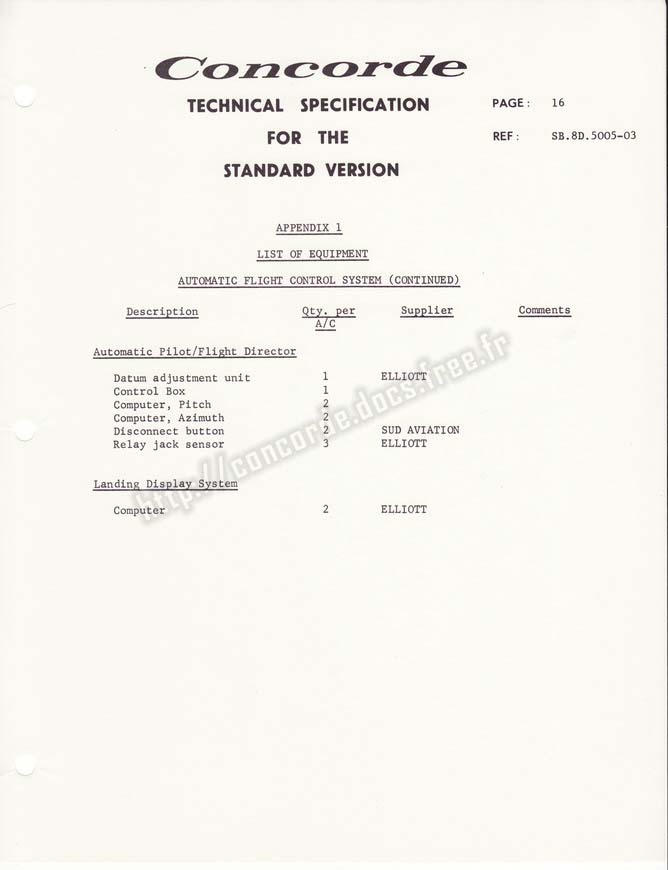 Concorde
TECHNICAL SPECIFICATION PAGE: 16
FOR THE REF: SB.8D.5005-03
STANDARD VERSION
APPENDIX 1
LIST OF EQUIPMENT
AUTOMATIC FLIGHT CONTROL SYSTEM (CONTINUED)
Description Qty. per Supplier Comments
A/C
Automatic Pilot/Flight Director
Datum adjustment unit 1 ELLIOTT
Control Box 1
Computer, Pitch 2
Computer, Azimuth 2
Disconnect button 2 SUD AVIATION
Relay jack sensor 3 ELLIOTT
Landing Display System
Computer 2 ELLIOTT
http://concorde.docs.free.fr